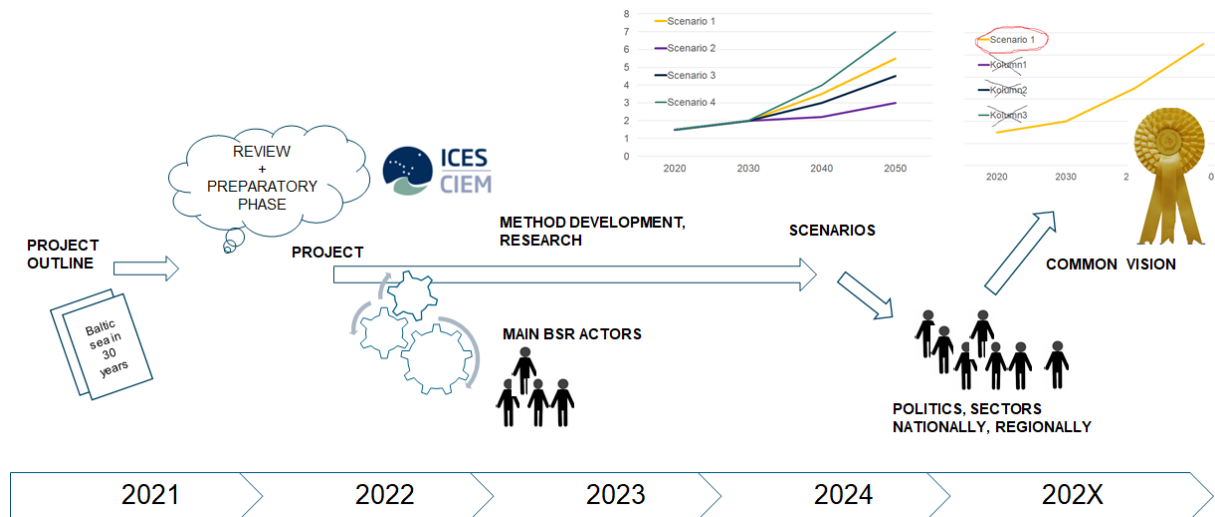 8
7
6
5
4
3
2
1
0
Scenario 1
Scenario 2
Scenario 3
Scenario 4
2020 2030 2040 2050
Scenario 1
Kolumn1
Kolumn2
Kolumn3
2020 2030 2 0
REVIEW
+
PREPARATORY
PHASE
ICES
CIEM
PROJECT
OUTLINE
Baltic
sea in
30
years
PROJECT
METHOD DEVELOPMENT,
RESEARCH
MAIN BSR ACTORS
SCENARIOS
POLITICS, SECTORS
NATIONALLY, REGIONALLY
COMMON VISION
2021 2022 2023 2024 202X